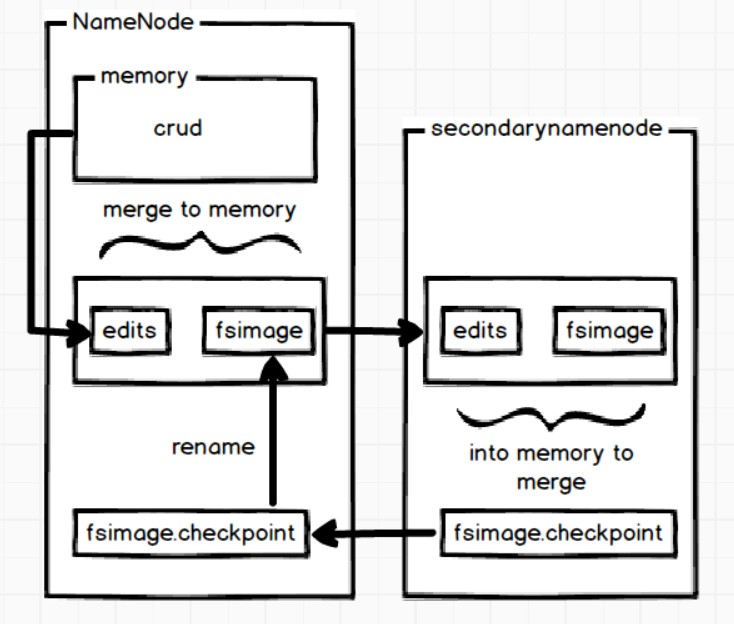 NameNode
memory
crud
merge to memory
edits
fsimage
rename
fsimage.checkpoint
secondarynamenode
edits
fsimage
into memory to
merge
fsimage.checkpoint